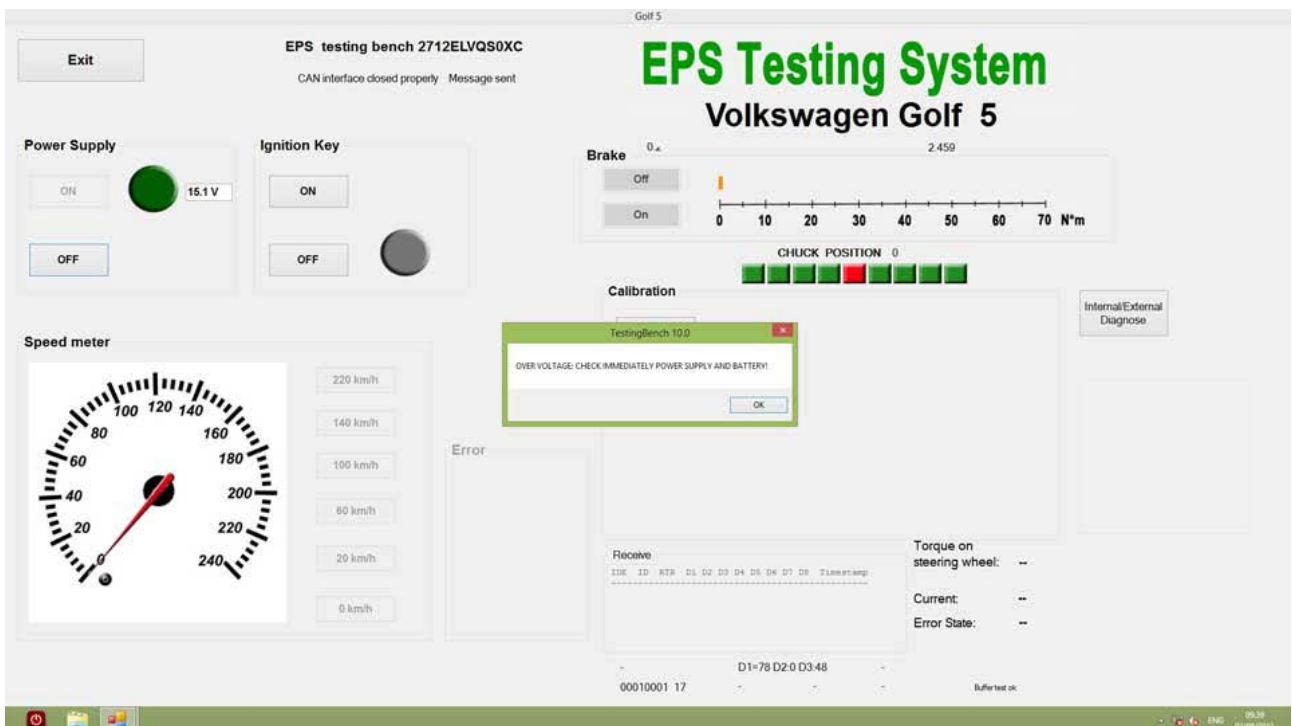 Golf 5
Exit
EPS testing bench 2712ELVQS0XC
CAN interface closed properly Message sent
EPS Testing System
Volkswagen Golf 5
Power Supply
ON
15.1 V
OFF
Ignition Key
ON
OFF
Brake
0
2.459
Off
On
0 10 20 30 40 50 60 70 N*m
CHUCK POSITION 0
Calibration
Internal/External
Diagnose
TestingBench 10.0
OVER VOLTAGE: CHECK IMMEDIATELY POWER SUPPLY AND BATTERY!
OK
Speed meter
0 20 40 60 80 100 120 140 160 180 200 220 240
220 km/h
140 km/h
100 km/h
60 km/h
20 km/h
0 km/h
Error
Receive
IDE ID RTR D1 D2 D3 D4 D5 D6 D7 D8 Timestamp
Torque on
steering wheel: --
Current: --
Error State: --
- D1=78 D2:0 D3:48 -
00010001 17 - - - Buffer test ok
ENG
09:39